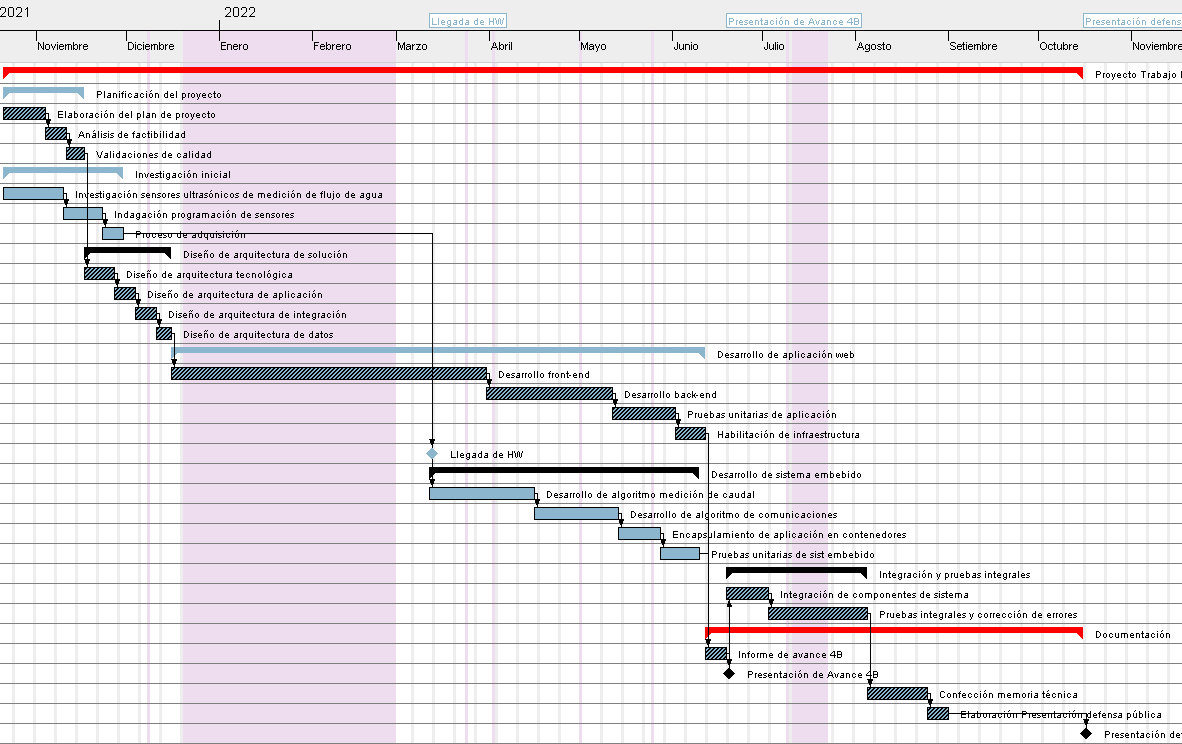 2021
2022
Llegada de HW
Presentación de Avance 4B
Presentación defens
Noviembre
Diciembre
Enero
Febrero
Marzo
Abril
Mayo
Junio
Julio
Agosto
Setiembre
Octubre
Noviembre
Proyecto Trabajo
Planificación del proyecto
Elaboración del plan de proyecto
Análisis de factibilidad
Validaciones de calidad
Investigación inicial
Investigación sensores ultrasónicos de medición de flujo de agua
Indagación programación de sensores
Proceso de adquisición
Diseño de arquitectura de solución
Diseño de arquitectura tecnológica
Diseño de arquitectura de aplicación
Diseño de arquitectura de integración
Diseño de arquitectura de datos
Desarrollo de aplicación web
Desarrollo front-end
Desarrollo back-end
Pruebas unitarias de aplicación
Habilitación de infraestructura
Llegada de HW
Desarrollo de sistema embebido
Desarrollo de algoritmo medición de caudal
Desarrollo de algoritmo de comunicaciones
Encapsulamiento de aplicación en contenedores
Pruebas unitarias de sist embebido
Integración y pruebas integrales
Integración de componentes de sistema
Pruebas integrales y corrección de errores
Documentación
Informe de avance 4B
Presentación de Avance 4B
Confección memoria técnica
Elaboración Presentación defensa pública
Presentación de